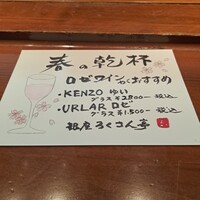 春の乾杯
ロゼワインのおすすめ
・KENZO ゆい
グラス ¥2,800- 税込
・URLAR ロゼ
グラス ¥1,500- 税込
銀座ろくさん亭